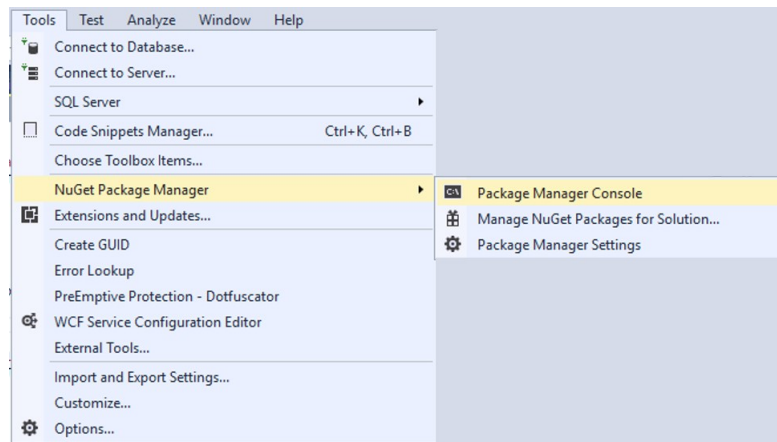 Tools Test Analyze Window Help
Connect to Database...
Connect to Server...
SQL Server
Code Snippets Manager... Ctrl+K, Ctrl+B
Choose Toolbox Items...
NuGet Package Manager
C:\ Package Manager Console
Extensions and Updates...
Manage NuGet Packages for Solution...
Create GUID
Package Manager Settings
Error Lookup
PreEmptive Protection - Dotfuscator
WCF Service Configuration Editor
External Tools...
Import and Export Settings...
Customize...
Options...